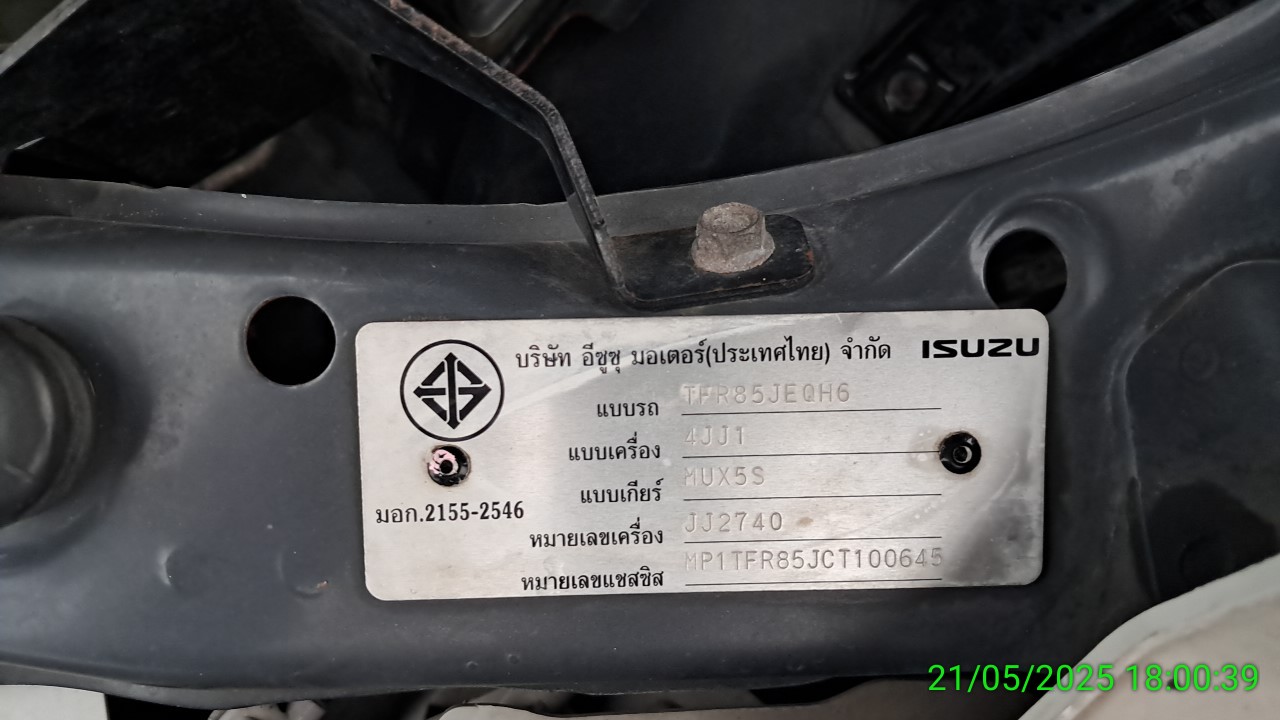 บริษัท อีซูซุ มอเตอร์(ประเทศไทย) จำกัด ISUZU
แบบรถ TFR85JEQH6
แบบเครื่อง 4JJ1
แบบเกียร์ MUX5S
มอก.2155-2546
หมายเลขเครื่อง JJ2740
หมายเลขแชสซิส MP1TFR85JCT100645
21/05/2025 18:00:39